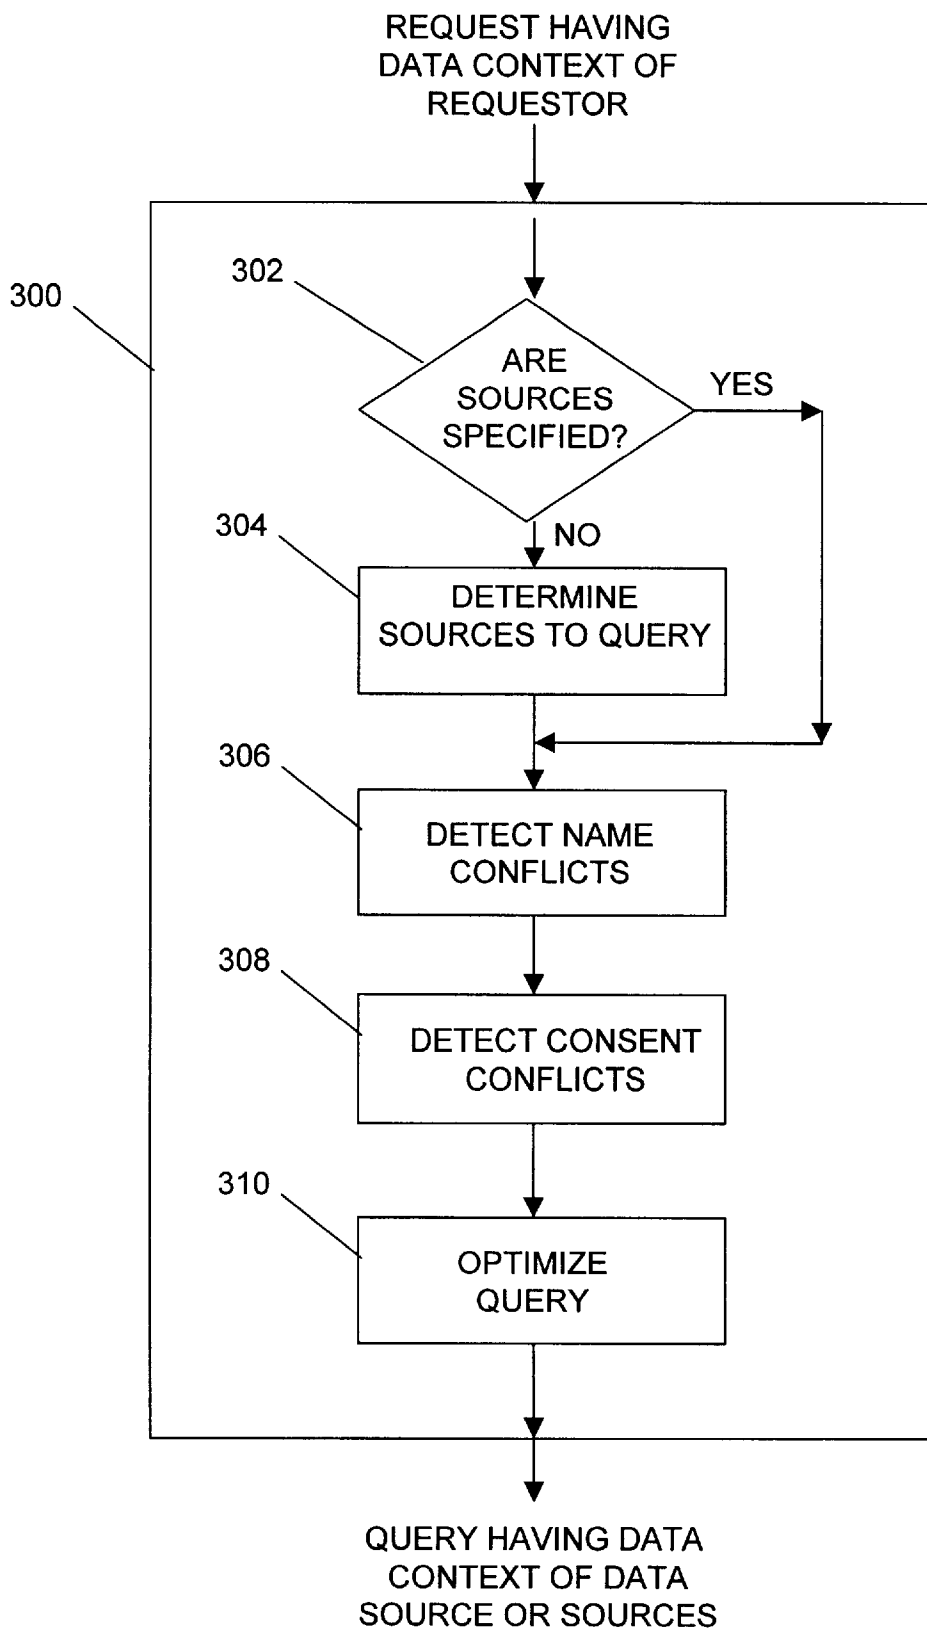 REQUEST HAVING
DATA CONTEXT OF
REQUESTOR
302
300
ARE
SOURCES
SPECIFIED?
YES
304
NO
DETERMINE
SOURCES TO QUERY
306
DETECT NAME
CONFLICTS
308
DETECT CONSENT
CONFLICTS
310
OPTIMIZE
QUERY
QUERY HAVING DATA
CONTEXT OF DATA
SOURCE OR SOURCES